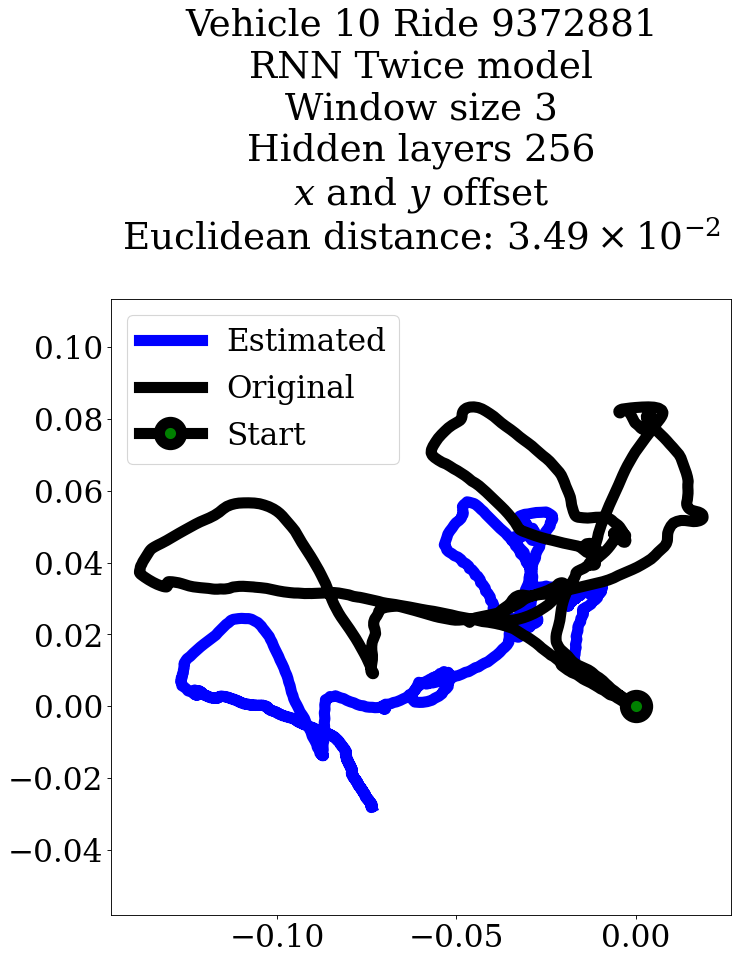 Vehicle 10 Ride 9372881
RNN Twice model
Window size 3
Hidden layers 256
x and y offset
Euclidean distance: 3.49 × 10⁻²
Estimated
Original
Start
0.10
0.08
0.06
0.04
0.02
0.00
−0.02
−0.04
−0.10
−0.05
0.00